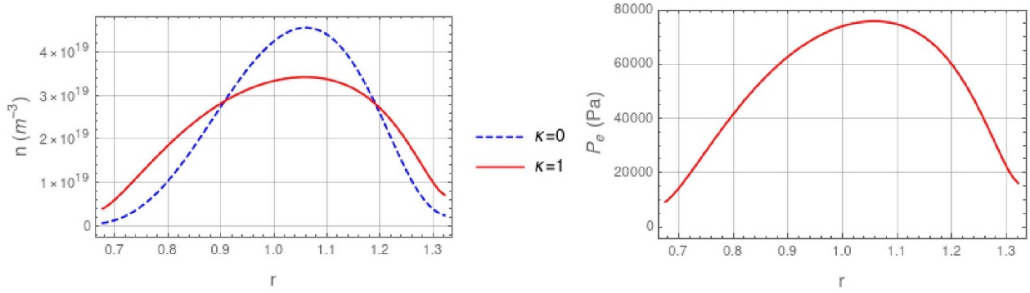 n (m⁻³)
4×10¹⁹
3×10¹⁹
2×10¹⁹
1×10¹⁹
0
0.7 0.8 0.9 1.0 1.1 1.2 1.3
r
κ=0
κ=1
Pₑ (Pa)
80000
60000
40000
20000
0
0.7 0.8 0.9 1.0 1.1 1.2 1.3
r